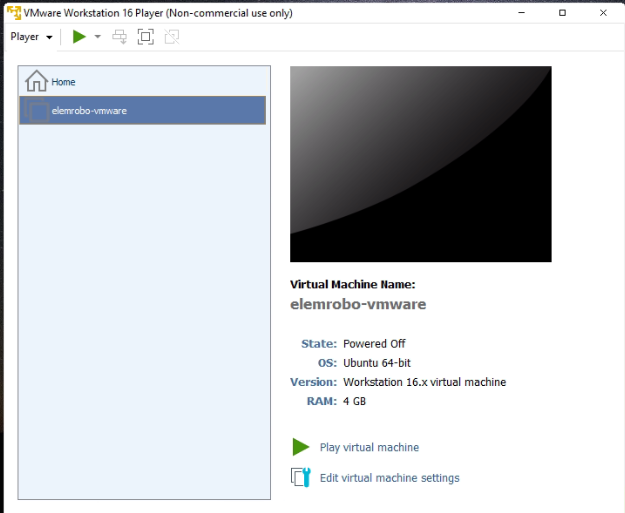 VMware Workstation 16 Player (Non-commercial use only)
Player
Home
elemrobo-vmware
Virtual Machine Name:
elemrobo-vmware
State: Powered Off
OS: Ubuntu 64-bit
Version: Workstation 16.x virtual machine
RAM: 4 GB
Play virtual machine
Edit virtual machine settings